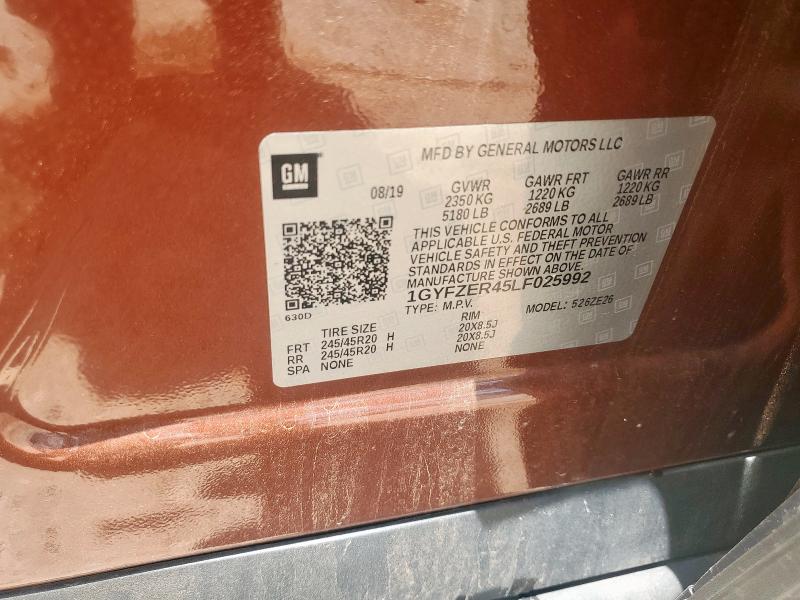 GM
MFD BY GENERAL MOTORS LLC
08/19 GVWR GAWR FRT GAWR RR
2350 KG 1220 KG 1220 KG
5180 LB 2689 LB 2689 LB
THIS VEHICLE CONFORMS TO ALL
APPLICABLE U.S. FEDERAL MOTOR
VEHICLE SAFETY AND THEFT PREVENTION
STANDARDS IN EFFECT ON THE DATE OF
MANUFACTURE SHOWN ABOVE.
1GYFZER45LF025992
TYPE: M.P.V. MODEL: 526ZE26
630D
TIRE SIZE RIM
FRT 245/45R20 H 20X8.5J
RR 245/45R20 H 20X8.5J
SPA NONE NONE